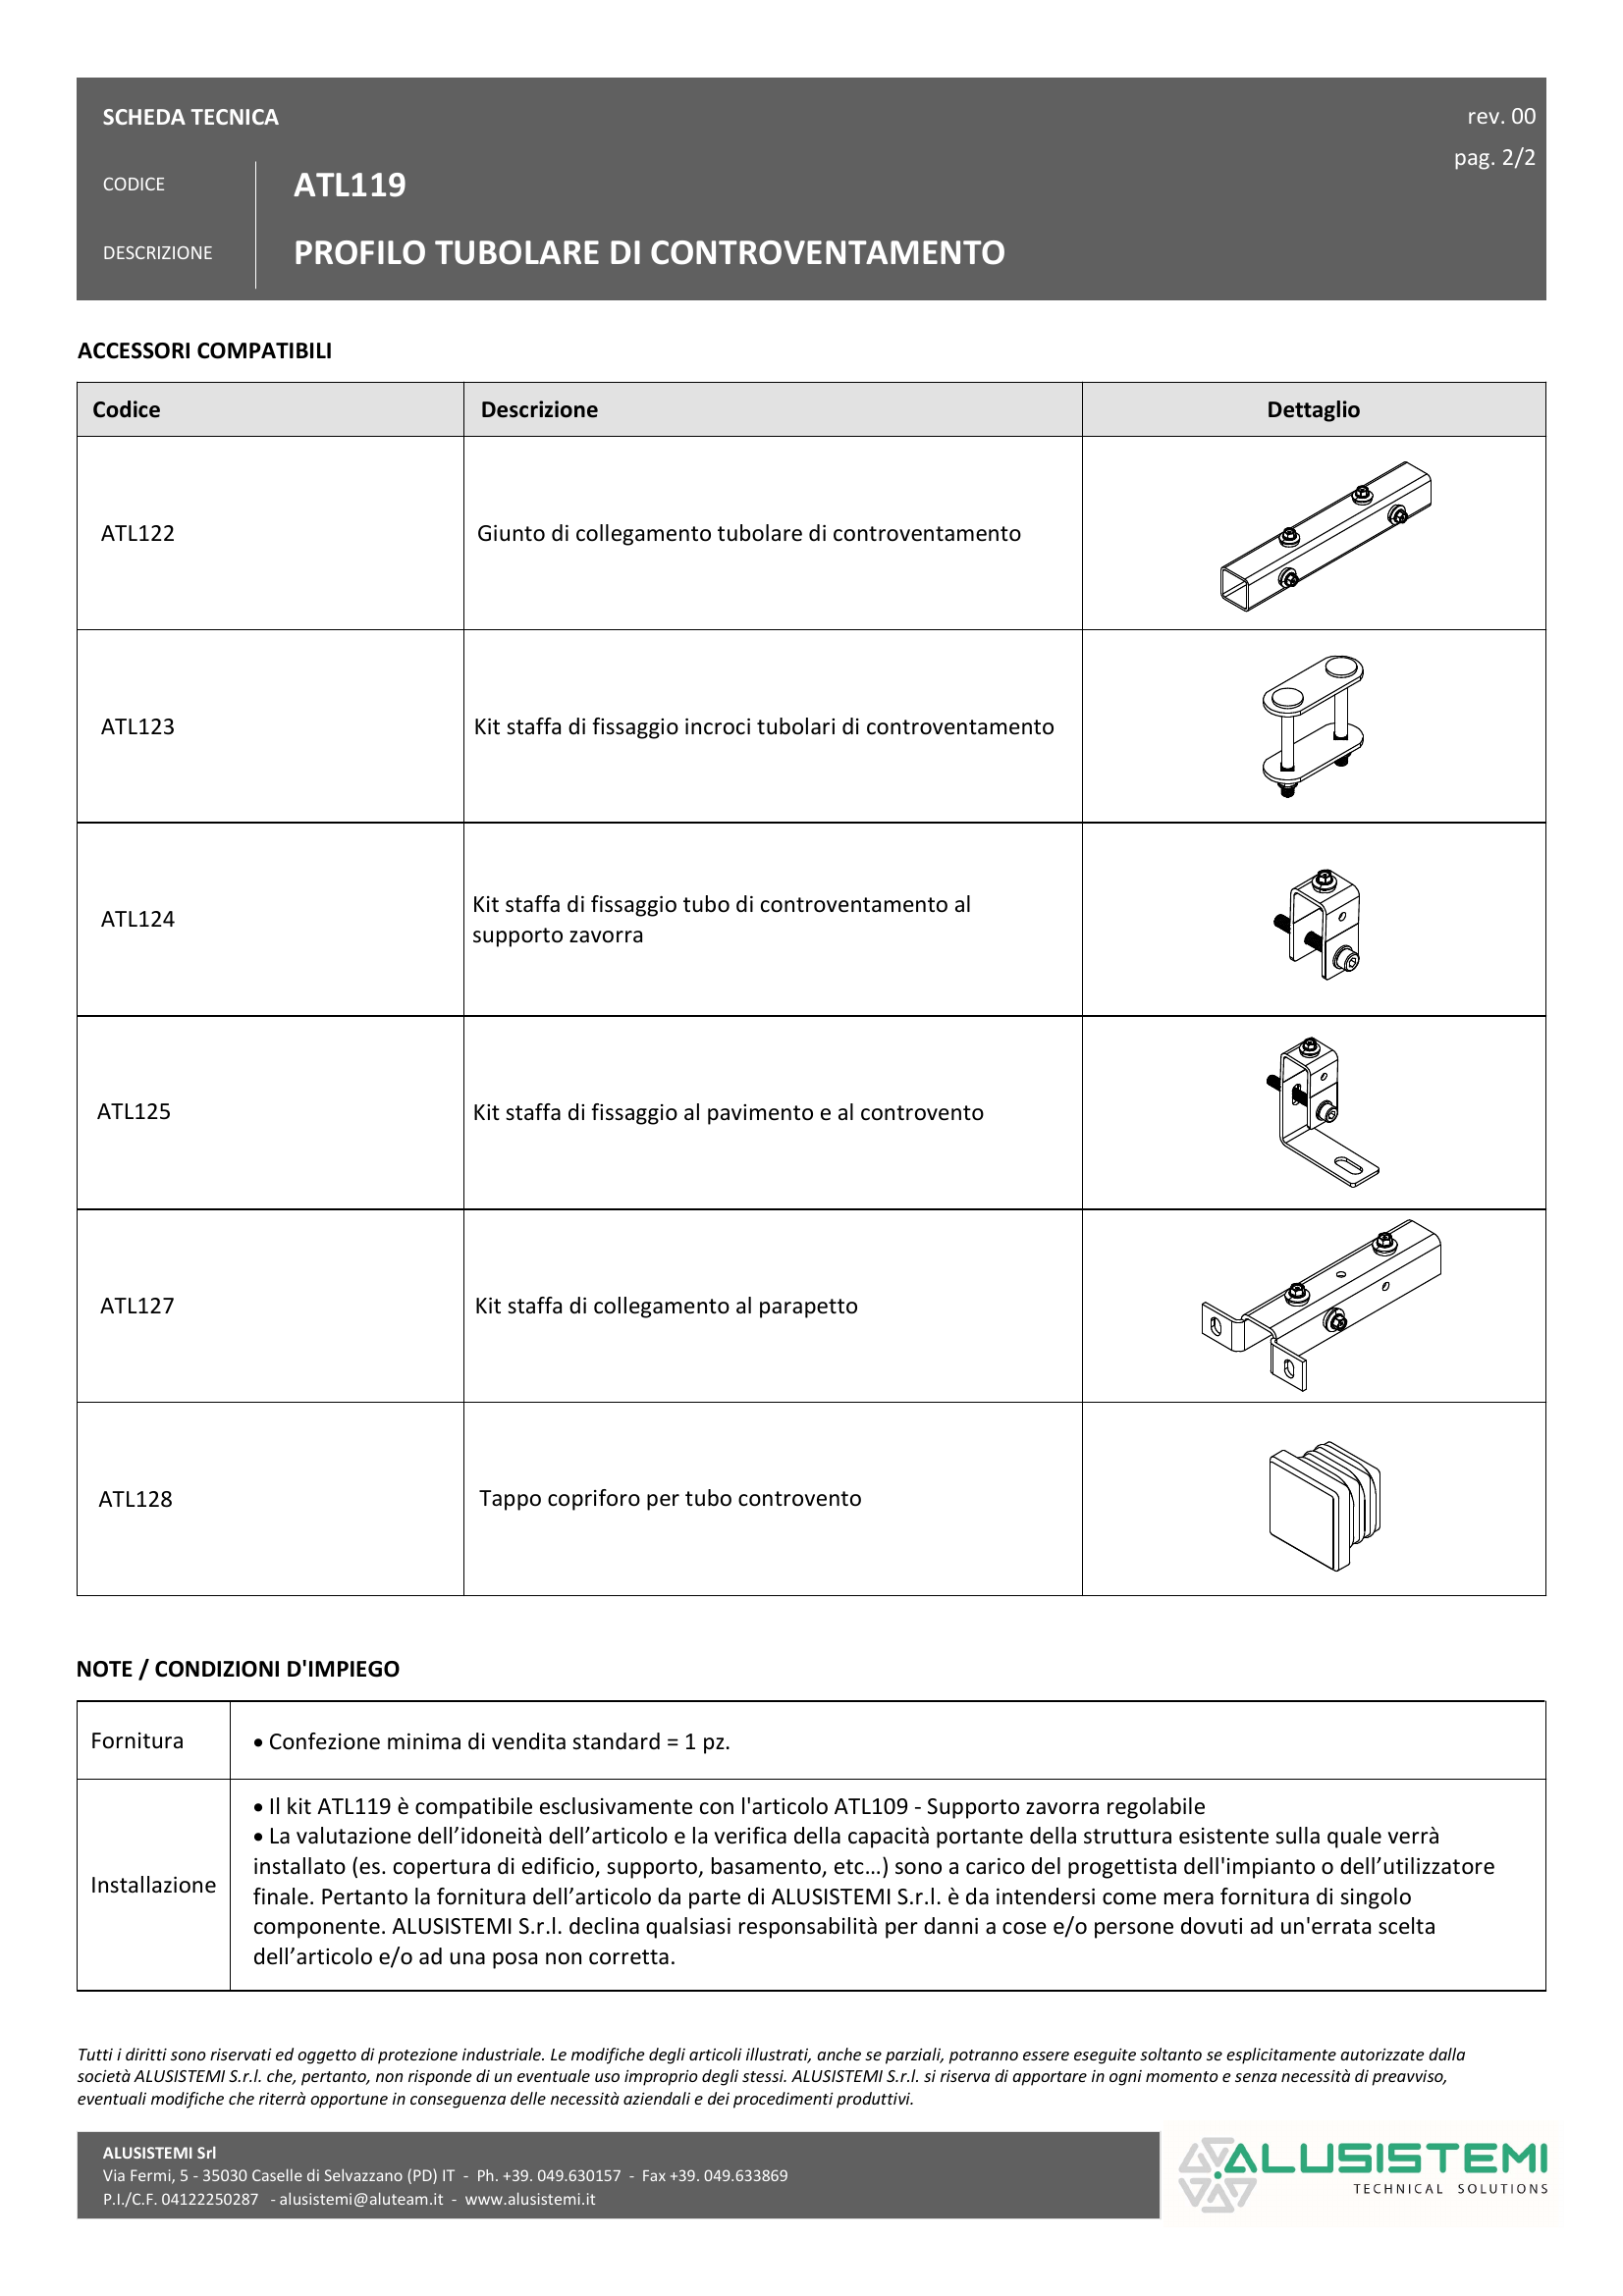 SCHEDA TECNICA
rev. 00
pag. 2/2
CODICE
ATL119
DESCRIZIONE
PROFILO TUBOLARE DI CONTROVENTAMENTO
ACCESSORI COMPATIBILI
Codice
Descrizione
Dettaglio
ATL122
Giunto di collegamento tubolare di controventamento
ATL123
Kit staffa di fissaggio incroci tubolari di controventamento
ATL124
Kit staffa di fissaggio tubo di controventamento al
supporto zavorra
ATL125
Kit staffa di fissaggio al pavimento e al controvento
ATL127
Kit staffa di collegamento al parapetto
ATL128
Tappo copriforo per tubo controvento
NOTE / CONDIZIONI D'IMPIEGO
Fornitura
• Confezione minima di vendita standard = 1 pz.
Installazione
• Il kit ATL119 è compatibile esclusivamente con l'articolo ATL109 - Supporto zavorra regolabile
• La valutazione dell’idoneità dell’articolo e la verifica della capacità portante della struttura esistente sulla quale verrà
installato (es. copertura di edificio, supporto, basamento, etc…) sono a carico del progettista dell'impianto o dell’utilizzatore
finale. Pertanto la fornitura dell’articolo da parte di ALUSISTEMI S.r.l. è da intendersi come mera fornitura di singolo
componente. ALUSISTEMI S.r.l. declina qualsiasi responsabilità per danni a cose e/o persone dovuti ad un'errata scelta
dell’articolo e/o ad una posa non corretta.
Tutti i diritti sono riservati ed oggetto di protezione industriale. Le modifiche degli articoli illustrati, anche se parziali, potranno essere eseguite soltanto se esplicitamente autorizzate dalla
società ALUSISTEMI S.r.l. che, pertanto, non risponde di un eventuale uso improprio degli stessi. ALUSISTEMI S.r.l. si riserva di apportare in ogni momento e senza necessità di preavviso,
eventuali modifiche che riterrà opportune in conseguenza delle necessità aziendali e dei procedimenti produttivi.
ALUSISTEMI Srl
Via Fermi, 5 - 35030 Caselle di Selvazzano (PD) IT - Ph. +39. 049.630157 - Fax +39. 049.633869
P.I./C.F. 04122250287 - alusistemi@aluteam.it - www.alusistemi.it
ALUSISTEMI
TECHNICAL SOLUTIONS